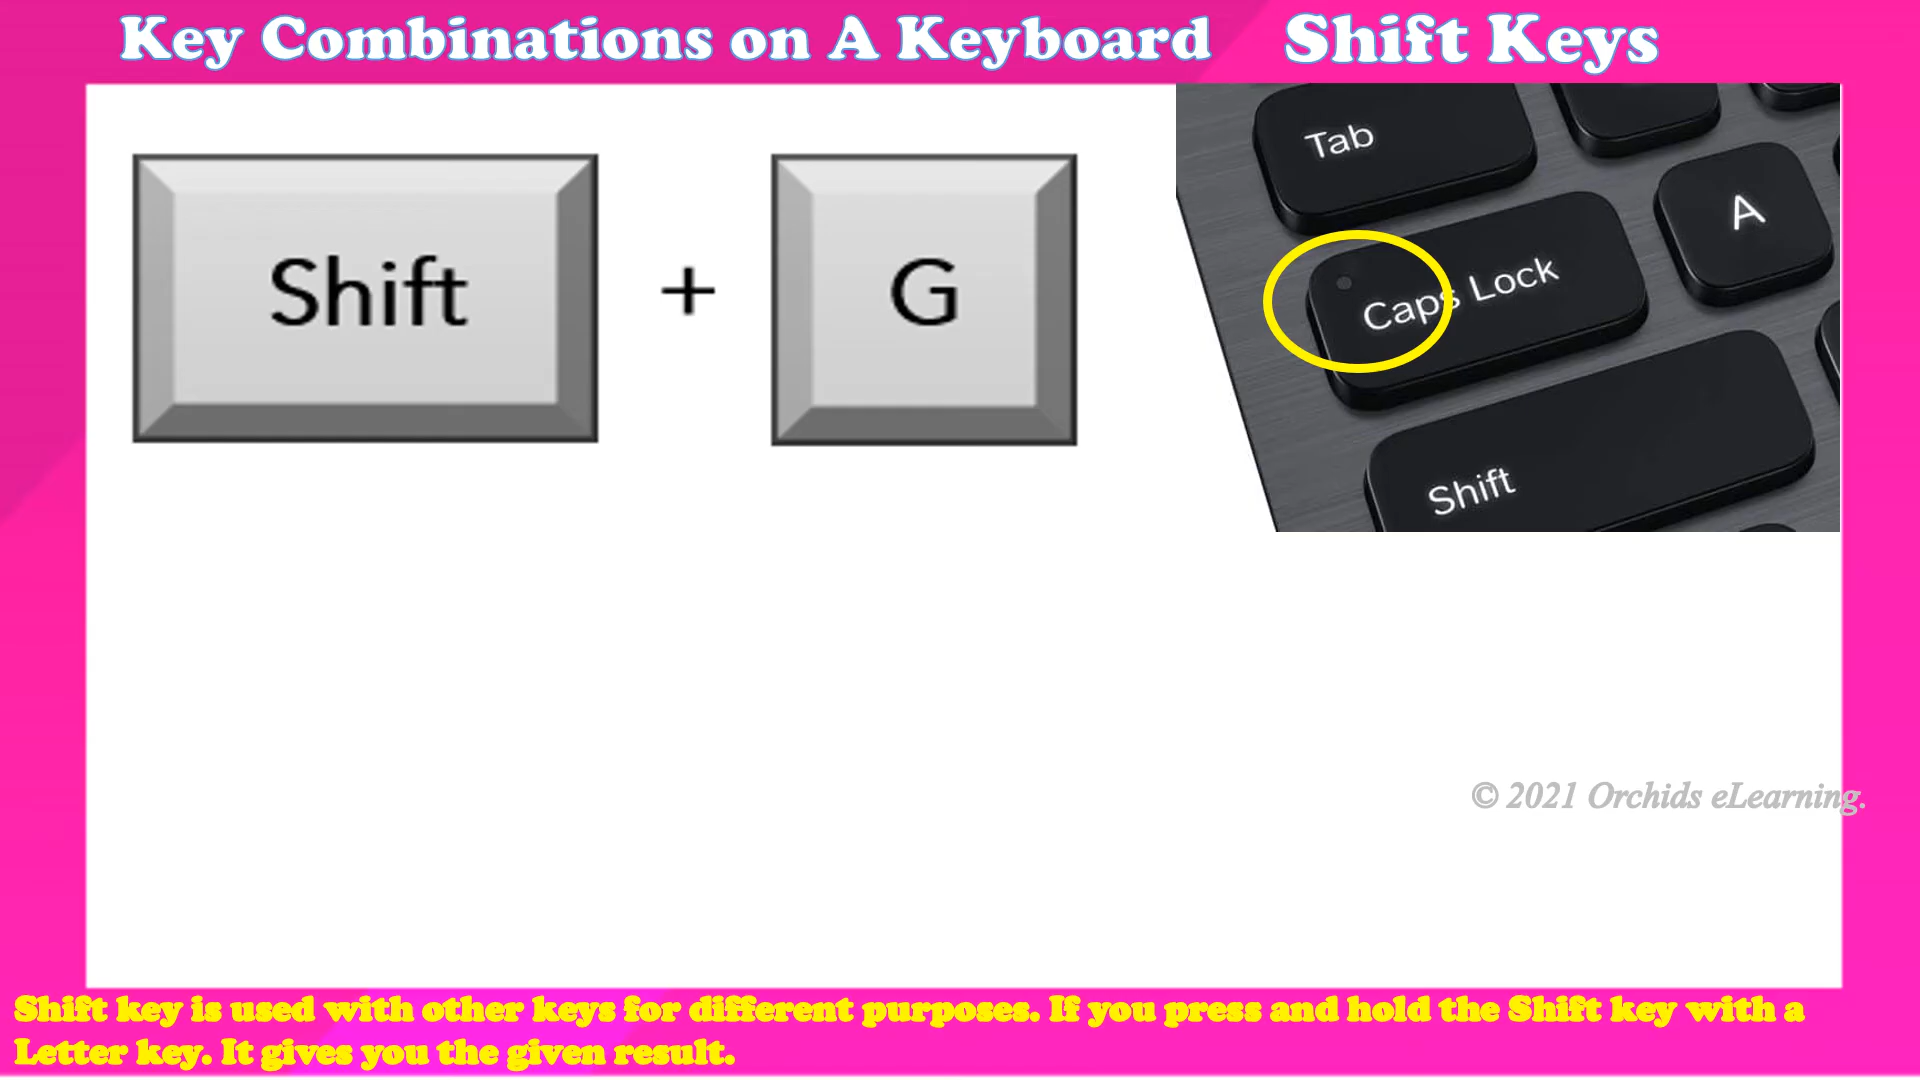 Key Combinations on A Keyboard Shift Keys
Shift + G
Tab
A
Caps Lock
Shift
© 2021 Orchids eLearning.
Shift key is used with other keys for different purposes. If you press and hold the Shift key with a
Letter key. It gives you the given result.